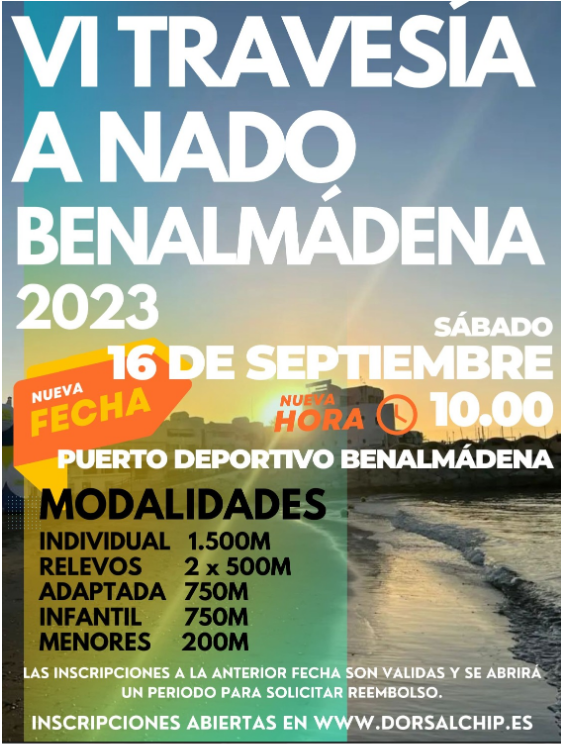 VI TRAVESÍA
A NADO
BENALMÁDENA
2023
SÁBADO
16 DE SEPTIEMBRE
NUEVA
FECHA
NUEVA
HORA
10.00
PUERTO DEPORTIVO BENALMÁDENA
MODALIDADES
INDIVIDUAL 1.500M
RELEVOS 2 x 500M
ADAPTADA 750M
INFANTIL 750M
MENORES 200M
LAS INSCRIPCIONES A LA ANTERIOR FECHA SON VALIDAS Y SE ABRIRÁ
UN PERIODO PARA SOLICITAR REEMBOLSO.
INSCRIPCIONES ABIERTAS EN WWW.DORSALCHIP.ES